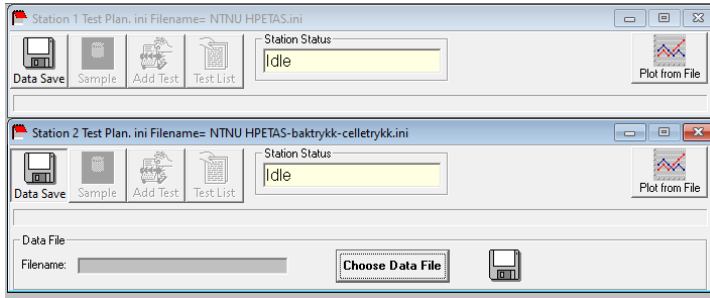 Station 1 Test Plan. ini Filename= NTNU HPETAS.ini
Station Status
Idle
Data Save Sample Add Test Test List Plot from File
Station 2 Test Plan. ini Filename= NTNU HPETAS-baktrykk-celletrykk.ini
Station Status
Idle
Data Save Sample Add Test Test List Plot from File
Data File
Filename: Choose Data File